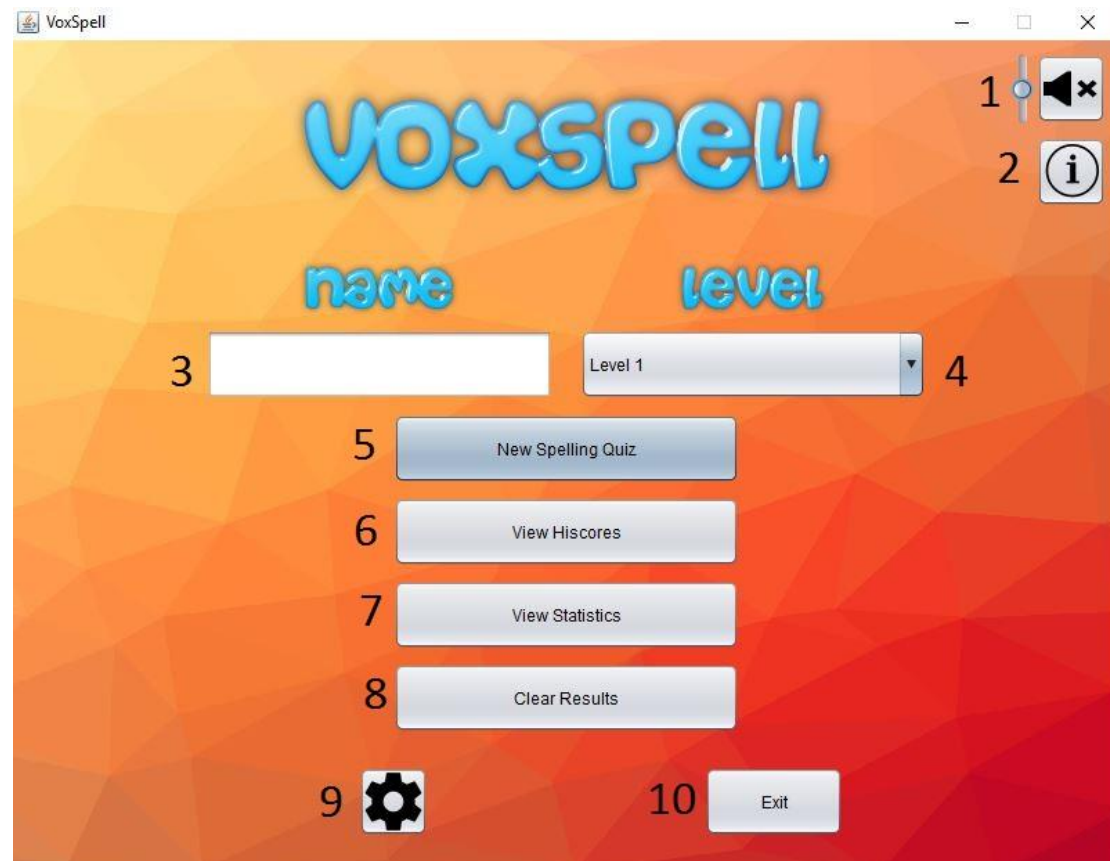 VoxSpell
voxspell
1
2 i
name level
3 Level 1 4
5 New Spelling Quiz
6 View Hiscores
7 View Statistics
8 Clear Results
9 10 Exit